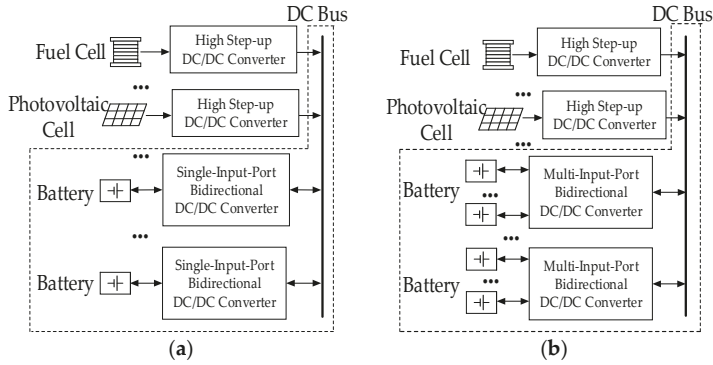 DC Bus
Fuel Cell
High Step-up
DC/DC Converter
...
Photovoltaic
Cell
High Step-up
DC/DC Converter
...
Battery
Single-Input-Port
Bidirectional
DC/DC Converter
...
Battery
Single-Input-Port
Bidirectional
DC/DC Converter
(a)
DC Bus
Fuel Cell
High Step-up
DC/DC Converter
...
Photovoltaic
Cell
High Step-up
DC/DC Converter
...
Battery
...
Multi-Input-Port
Bidirectional
DC/DC Converter
...
Battery
...
Multi-Input-Port
Bidirectional
DC/DC Converter
(b)